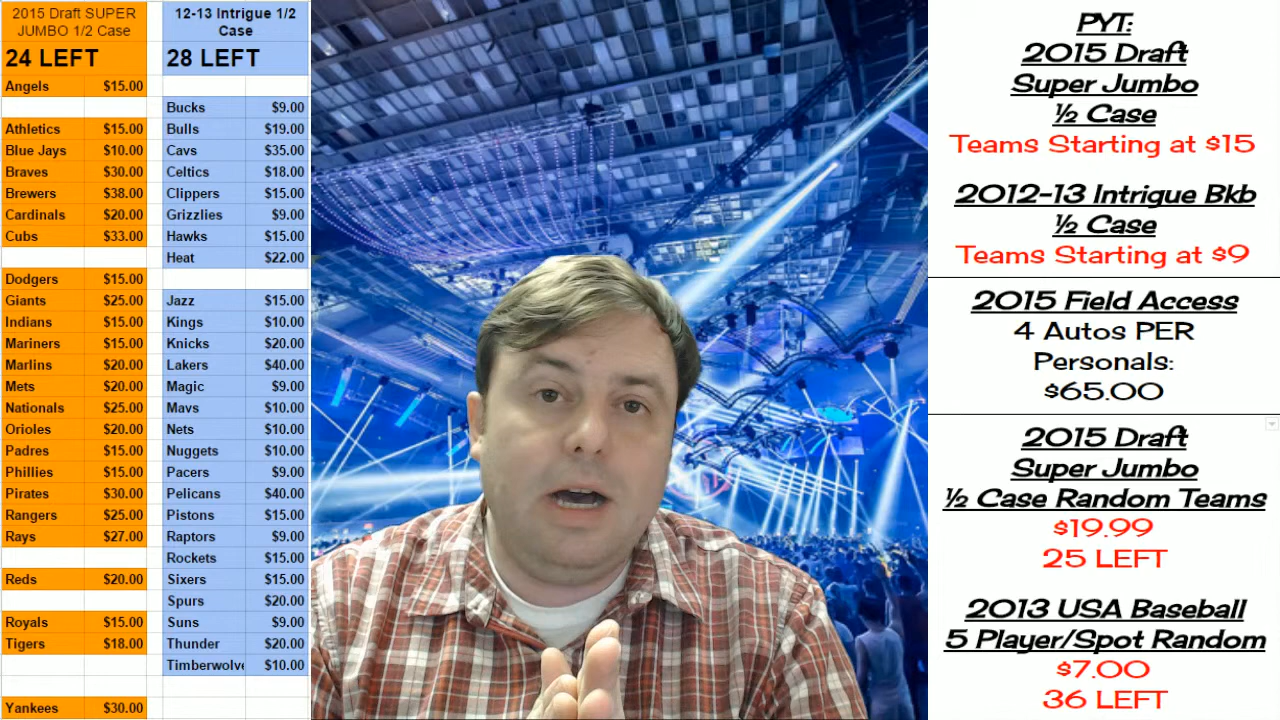 2015 Draft SUPER
JUMBO 1/2 Case
24 LEFT
Angels $15.00
Athletics $15.00
Blue Jays $10.00
Braves $30.00
Brewers $38.00
Cardinals $20.00
Cubs $33.00
Dodgers $15.00
Giants $25.00
Indians $15.00
Mariners $15.00
Marlins $20.00
Mets $20.00
Nationals $25.00
Orioles $20.00
Padres $15.00
Phillies $15.00
Pirates $30.00
Rangers $25.00
Rays $27.00
Reds $20.00
Royals $15.00
Tigers $18.00
Yankees $30.00
12-13 Intrigue 1/2
Case
28 LEFT
Bucks $9.00
Bulls $19.00
Cavs $35.00
Celtics $18.00
Clippers $15.00
Grizzlies $9.00
Hawks $15.00
Heat $22.00
Jazz $15.00
Kings $10.00
Knicks $20.00
Lakers $40.00
Magic $9.00
Mavs $10.00
Nets $10.00
Nuggets $10.00
Pacers $9.00
Pelicans $40.00
Pistons $15.00
Raptors $9.00
Rockets $15.00
Sixers $15.00
Spurs $20.00
Suns $9.00
Thunder $20.00
Timberwolve $10.00
PYT:
2015 Draft
Super Jumbo
½ Case
Teams Starting at $15
2012-13 Intrigue Bkb
½ Case
Teams Starting at $9
2015 Field Access
4 Autos PER
Personals:
$65.00
2015 Draft
Super Jumbo
½ Case Random Teams
$19.99
25 LEFT
2013 USA Baseball
5 Player/Spot Random
$7.00
36 LEFT